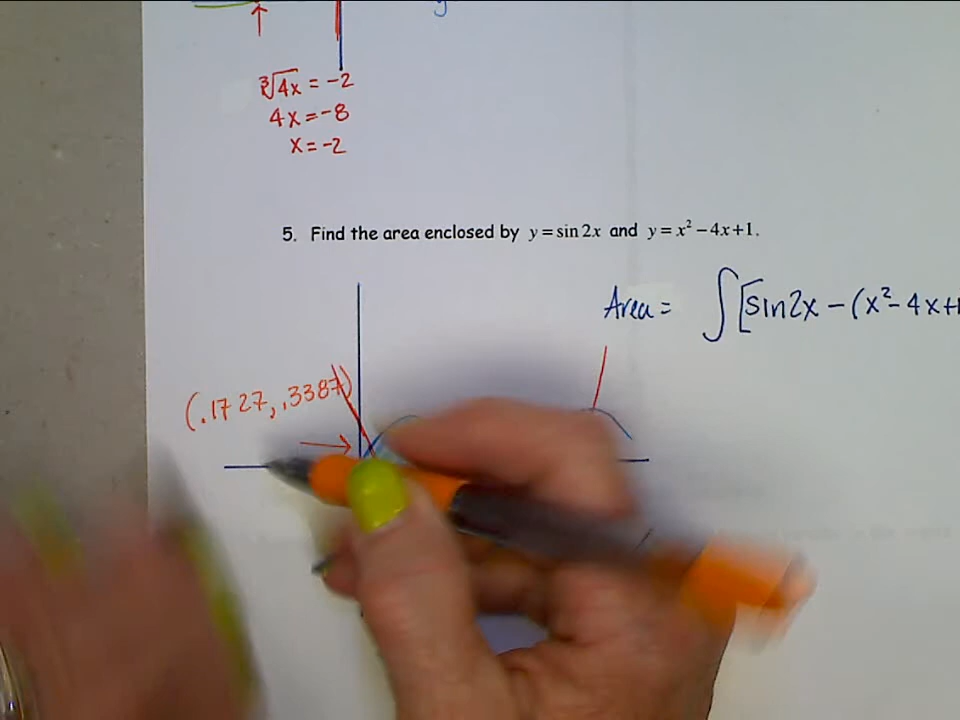 ∛4x = -2
4x = -8
x = -2
5. Find the area enclosed by y = sin 2x and y = x² - 4x + 1.
Area = ∫[sin2x - (x² - 4x +
(.1727, .3387)